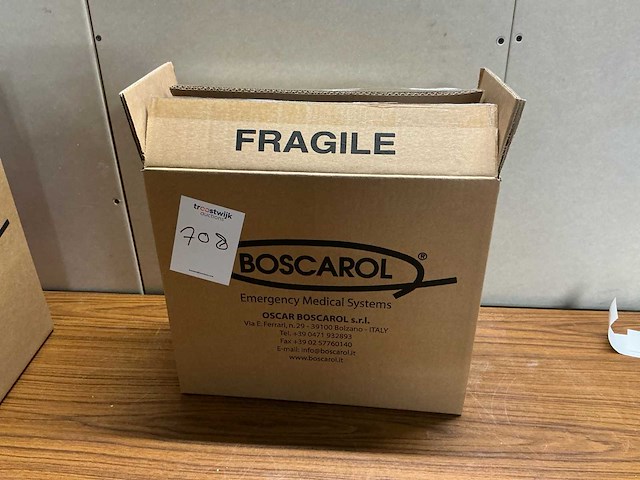 FRAGILE
troostwijk
auctions
708
BOSCAROL®
Emergency Medical Systems
OSCAR BOSCAROL s.r.l.
Via E. Ferrari, n. 29 - 39100 Bolzano - ITALY
Tel. +39 0471 932893
Fax +39 02 57760140
E-mail: info@boscarol.it
www.boscarol.it